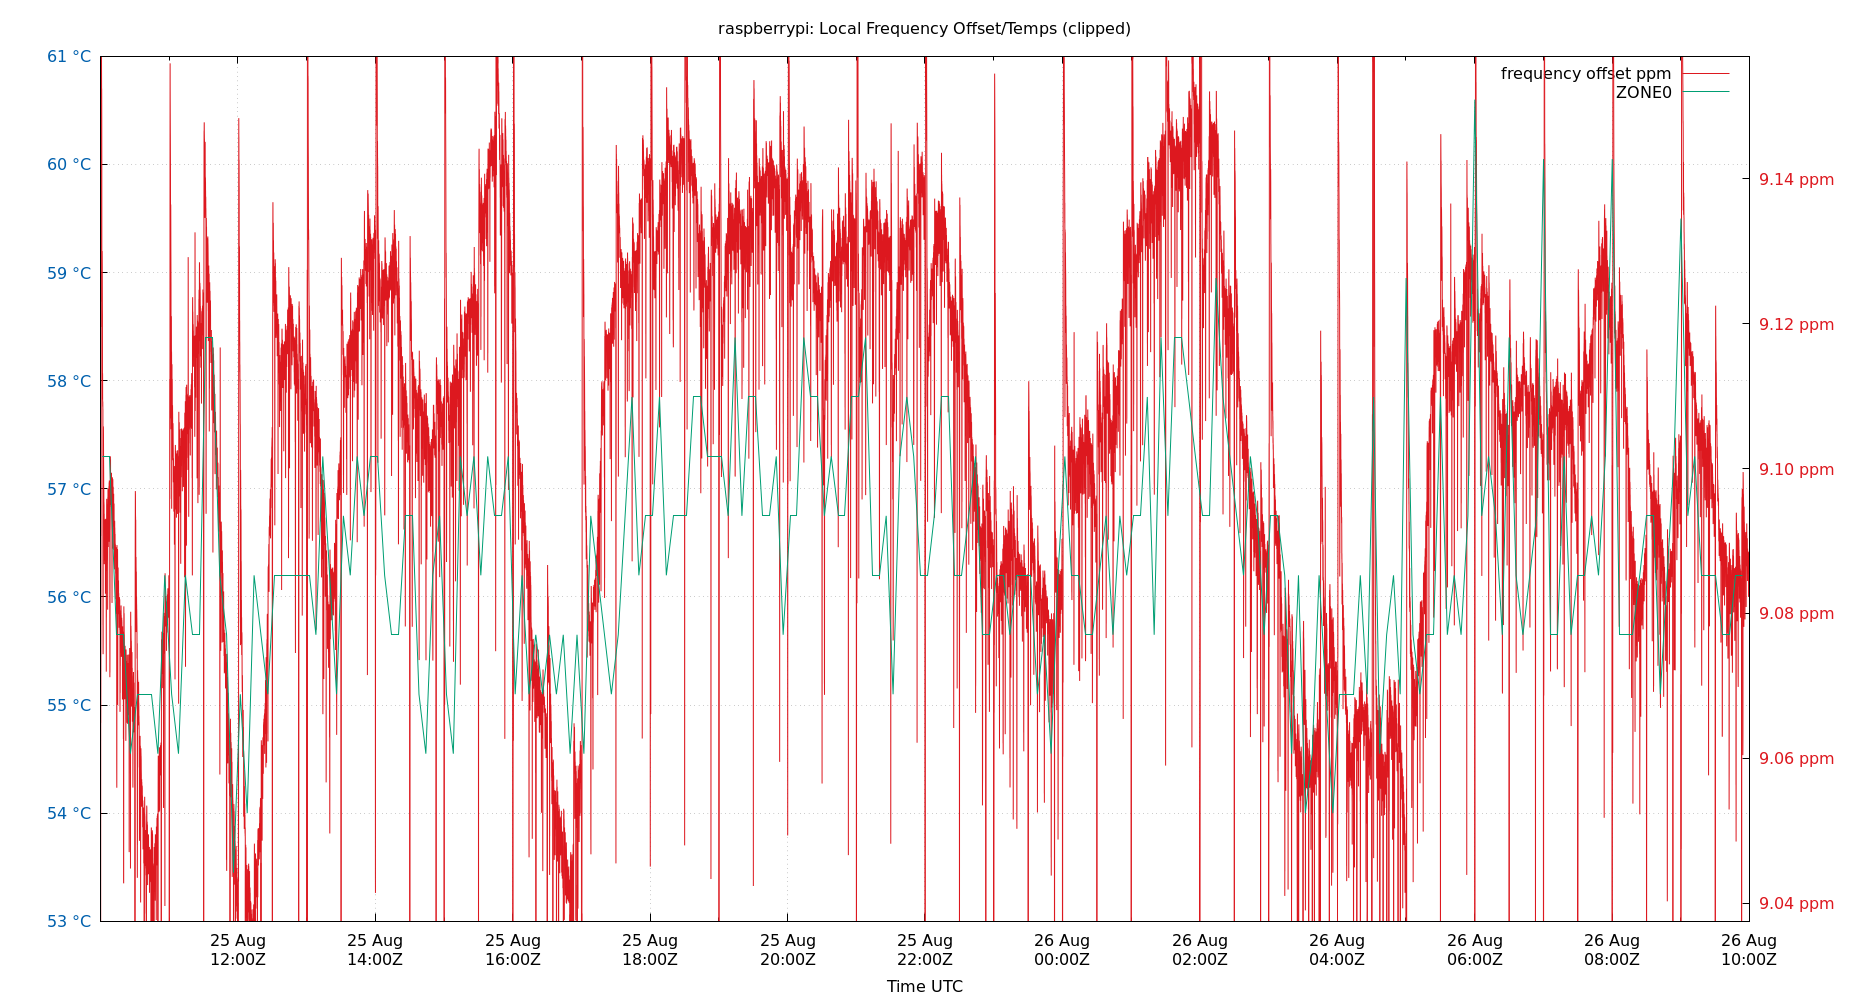 raspberrypi: Local Frequency Offset/Temps (clipped)
frequency offset ppm
ZONE0
61 °C
60 °C
59 °C
58 °C
57 °C
56 °C
55 °C
54 °C
53 °C
9.14 ppm
9.12 ppm
9.10 ppm
9.08 ppm
9.06 ppm
9.04 ppm
25 Aug 25 Aug 25 Aug 25 Aug 25 Aug 25 Aug 26 Aug 26 Aug 26 Aug 26 Aug 26 Aug 26 Aug
12:00Z 14:00Z 16:00Z 18:00Z 20:00Z 22:00Z 00:00Z 02:00Z 04:00Z 06:00Z 08:00Z 10:00Z
Time UTC